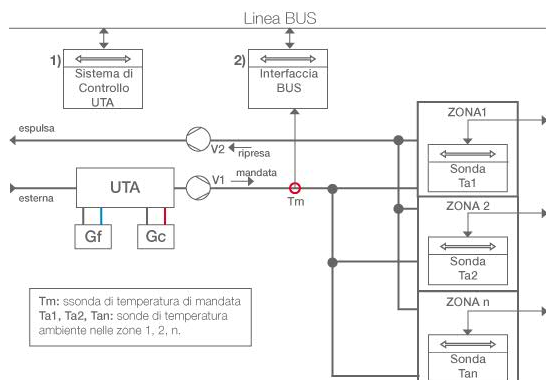 Linea BUS
1)
Sistema di
Controllo
UTA
2)
Interfaccia
BUS
espulsa
V2
ripresa
mandata
esterna
UTA
V1
Tm
Gf
Gc
ZONA1
Sonda
Ta1
ZONA 2
Sonda
Ta2
ZONA n
Sonda
Tan
Tm: ssonda di temperatura di mandata
Ta1, Ta2, Tan: sonde di temperatura
ambiente nelle zone 1, 2, n.